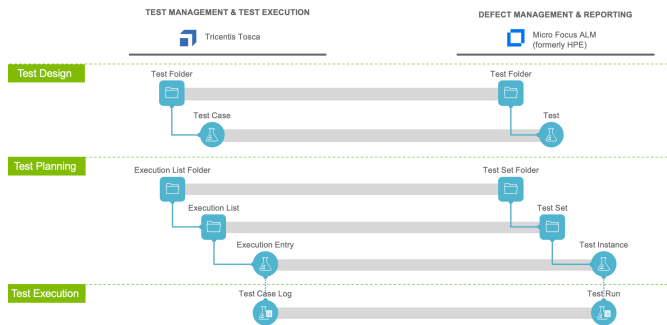 TEST MANAGEMENT & TEST EXECUTION
DEFECT MANAGEMENT & REPORTING
Tricentis Tosca
Micro Focus ALM
(formerly HPE)
Test Design
Test Folder
Test Folder
Test Case
Test
Test Planning
Execution List Folder
Test Set Folder
Execution List
Test Set
Execution Entry
Test Instance
Test Execution
Test Case Log
Test Run